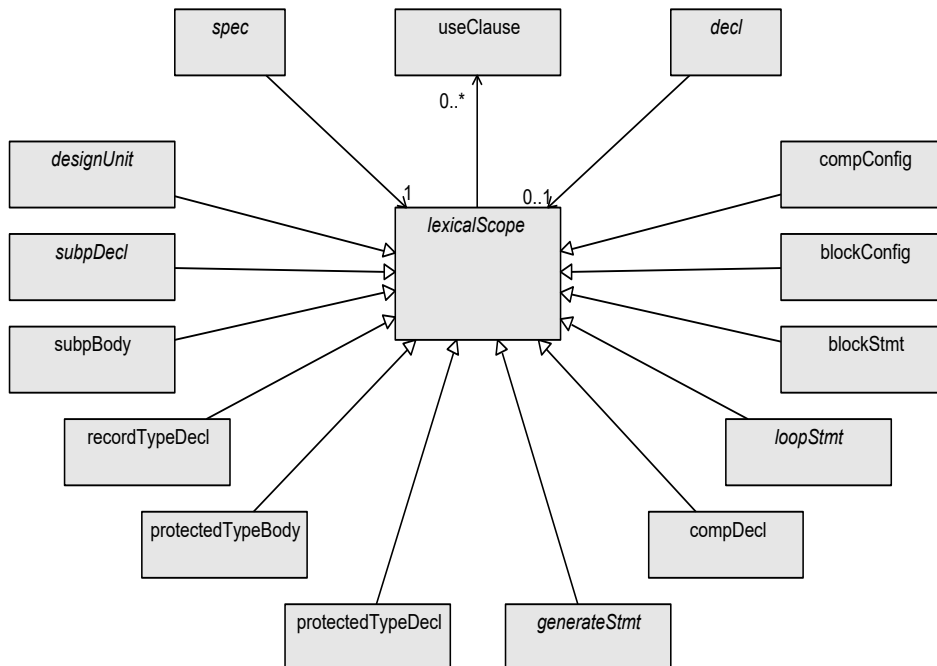 spec
useClause
decl
0..*
designUnit
compConfig
1
0..1
lexicalScope
subpDecl
blockConfig
subpBody
blockStmt
recordTypeDecl
loopStmt
protectedTypeBody
compDecl
protectedTypeDecl
generateStmt